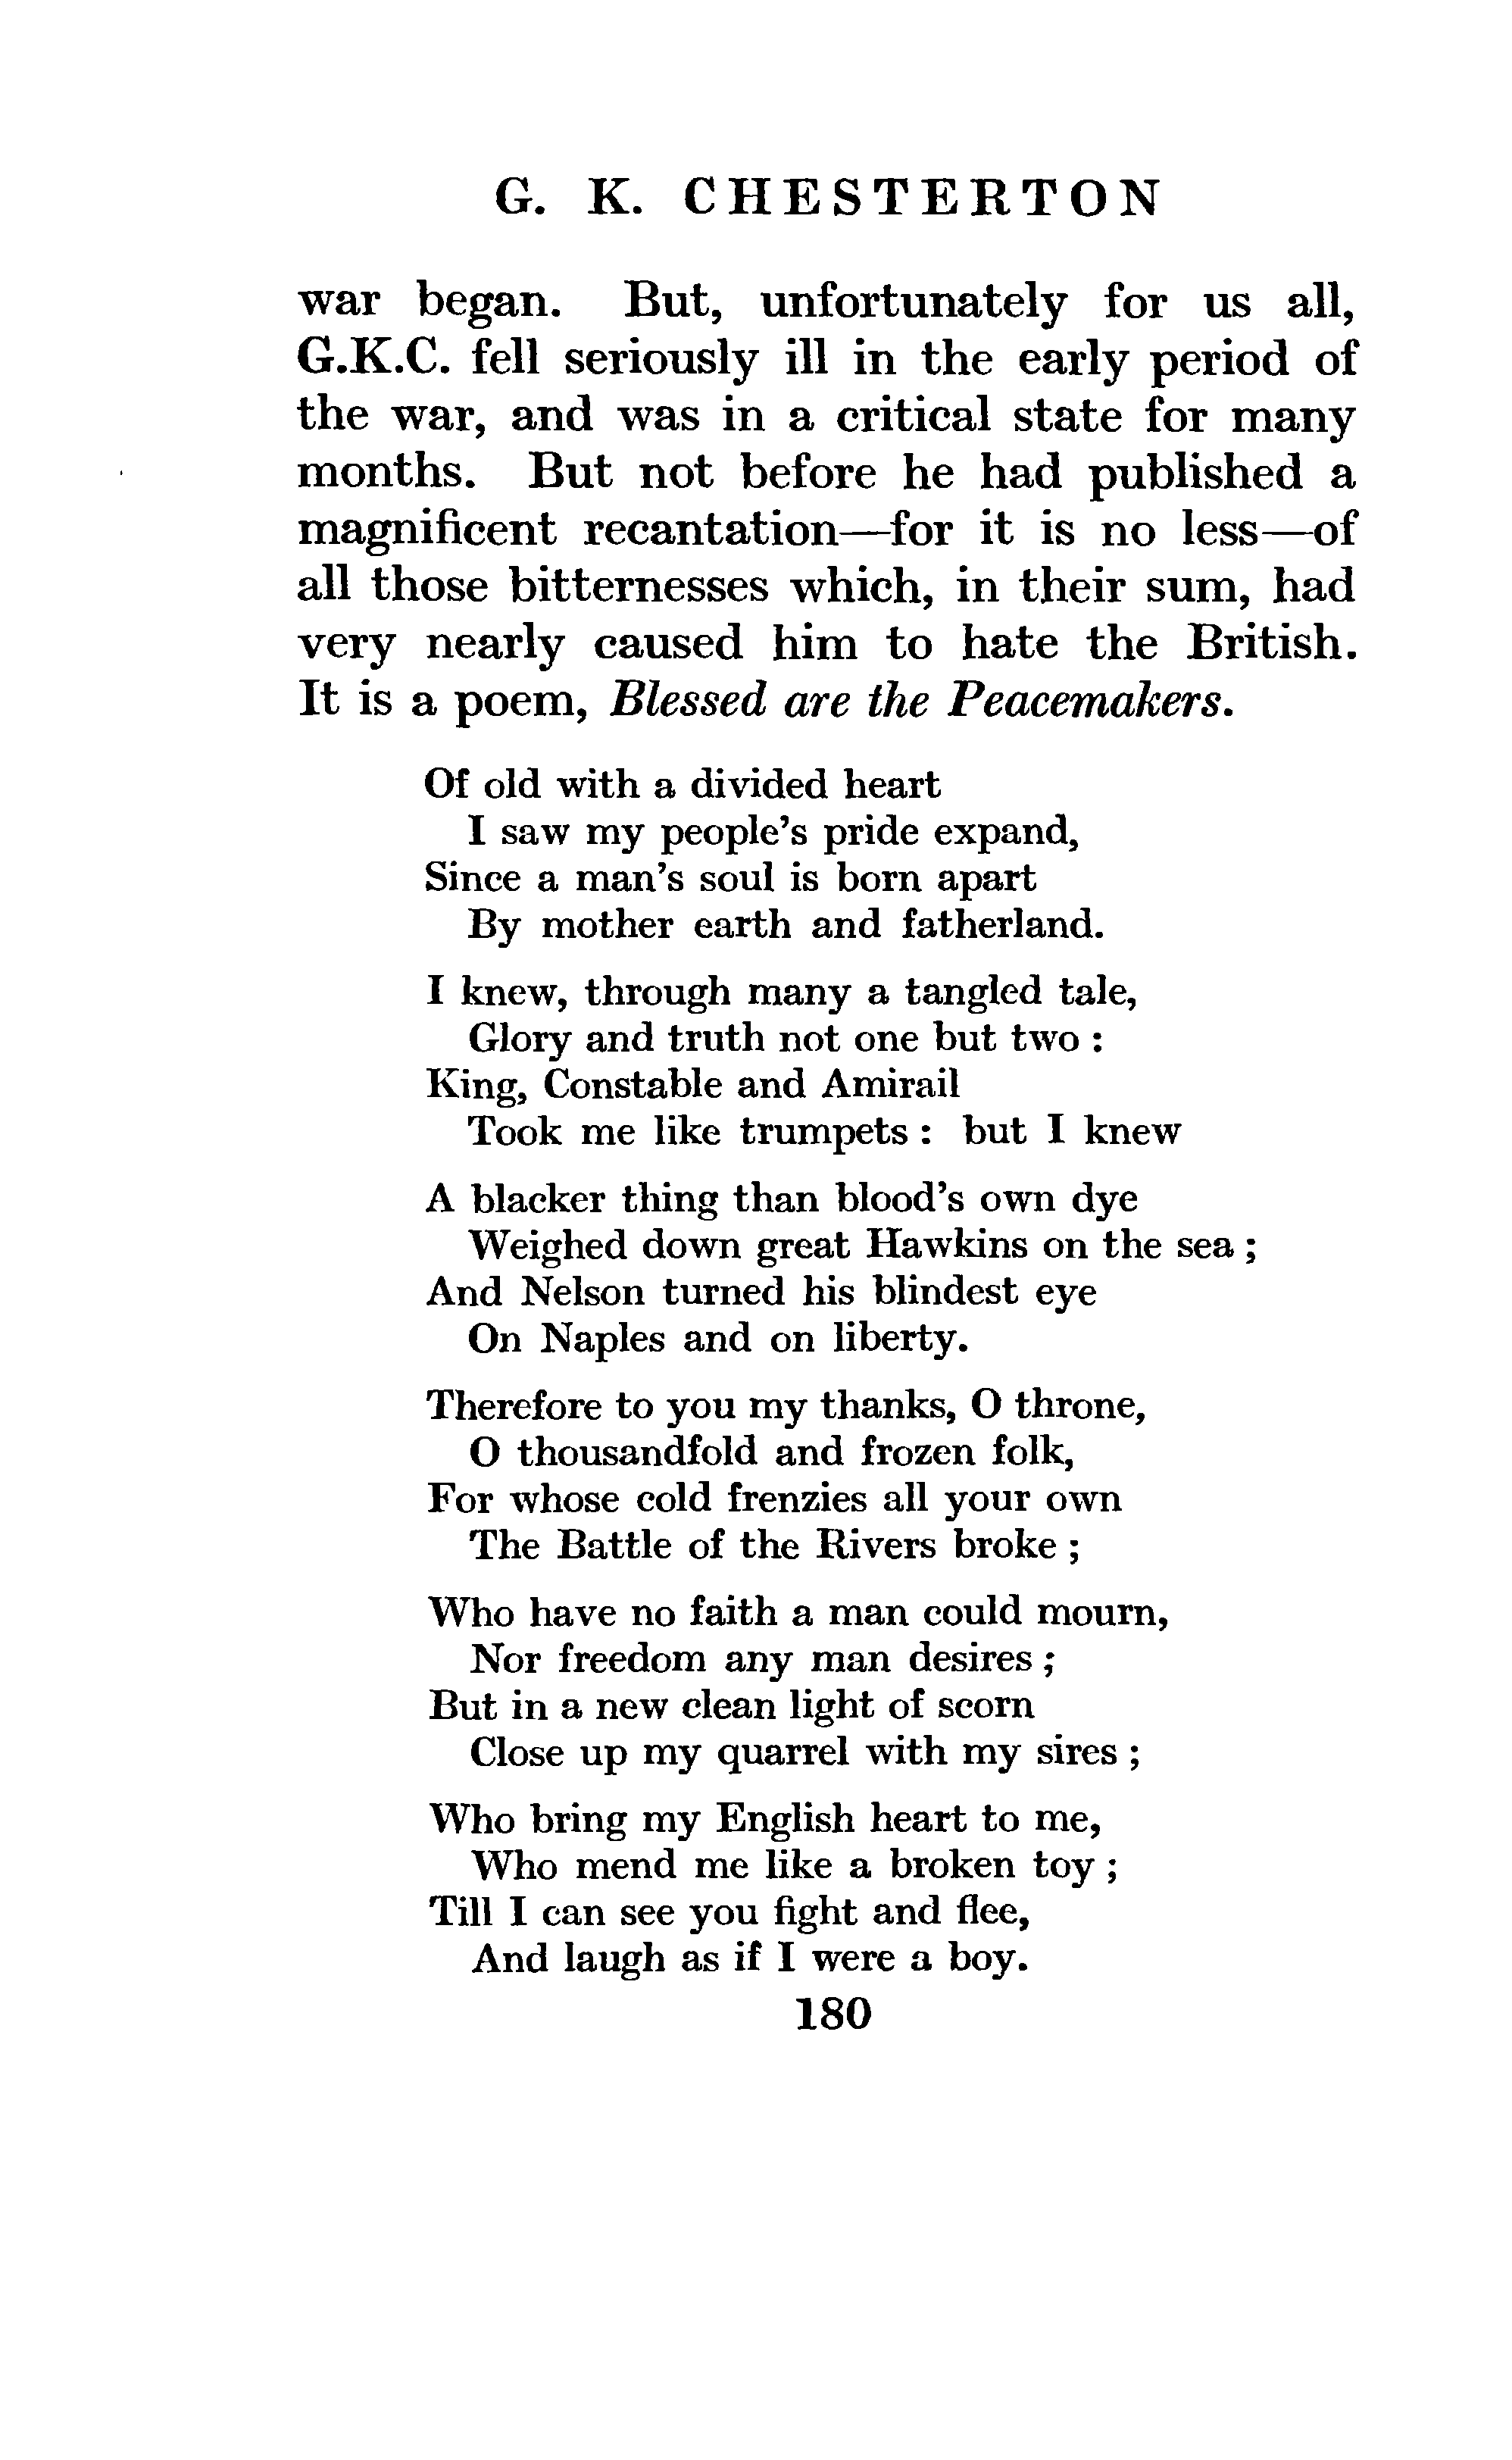 G. K. CHESTERTON
war began. But, unfortunately for us all,
G.K.C. fell seriously ill in the early period of
the war, and was in a critical state for many
months. But not before he had published a
magnificent recantation—for it is no less—of
all those bitternesses which, in their sum, had
very nearly caused him to hate the British.
It is a poem, Blessed are the Peacemakers.
Of old with a divided heart
I saw my people's pride expand,
Since a man's soul is born apart
By mother earth and fatherland.
I knew, through many a tangled tale,
Glory and truth not one but two :
King, Constable and Amirail
Took me like trumpets : but I knew
A blacker thing than blood's own dye
Weighed down great Hawkins on the sea ;
And Nelson turned his blindest eye
On Naples and on liberty.
Therefore to you my thanks, O throne,
O thousandfold and frozen folk,
For whose cold frenzies all your own
The Battle of the Rivers broke ;
Who have no faith a man could mourn,
Nor freedom any man desires ;
But in a new clean light of scorn
Close up my quarrel with my sires ;
Who bring my English heart to me,
Who mend me like a broken toy ;
Till I can see you fight and flee,
And laugh as if I were a boy.
180